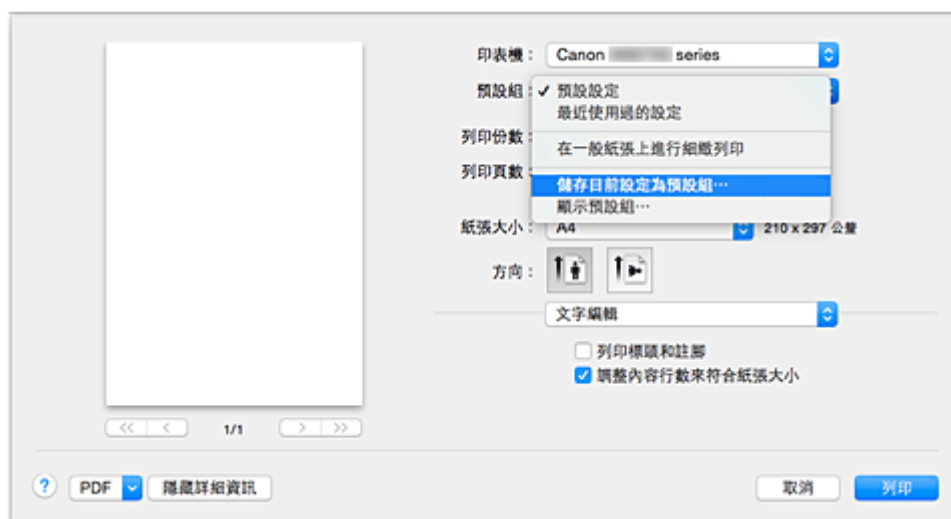 印表機： Canon series
預設組： ✓ 預設設定
最近使用過的設定
列印份數：
在一般紙張上進行細緻列印
列印頁數：
儲存目前設定為預設組…
顯示預設組…
紙張大小： A4 210 x 297 公釐
方向：
文字編輯
列印標頭和註腳
調整內容行數來符合紙張大小
1/1
? PDF 隱藏詳細資訊 取消 列印